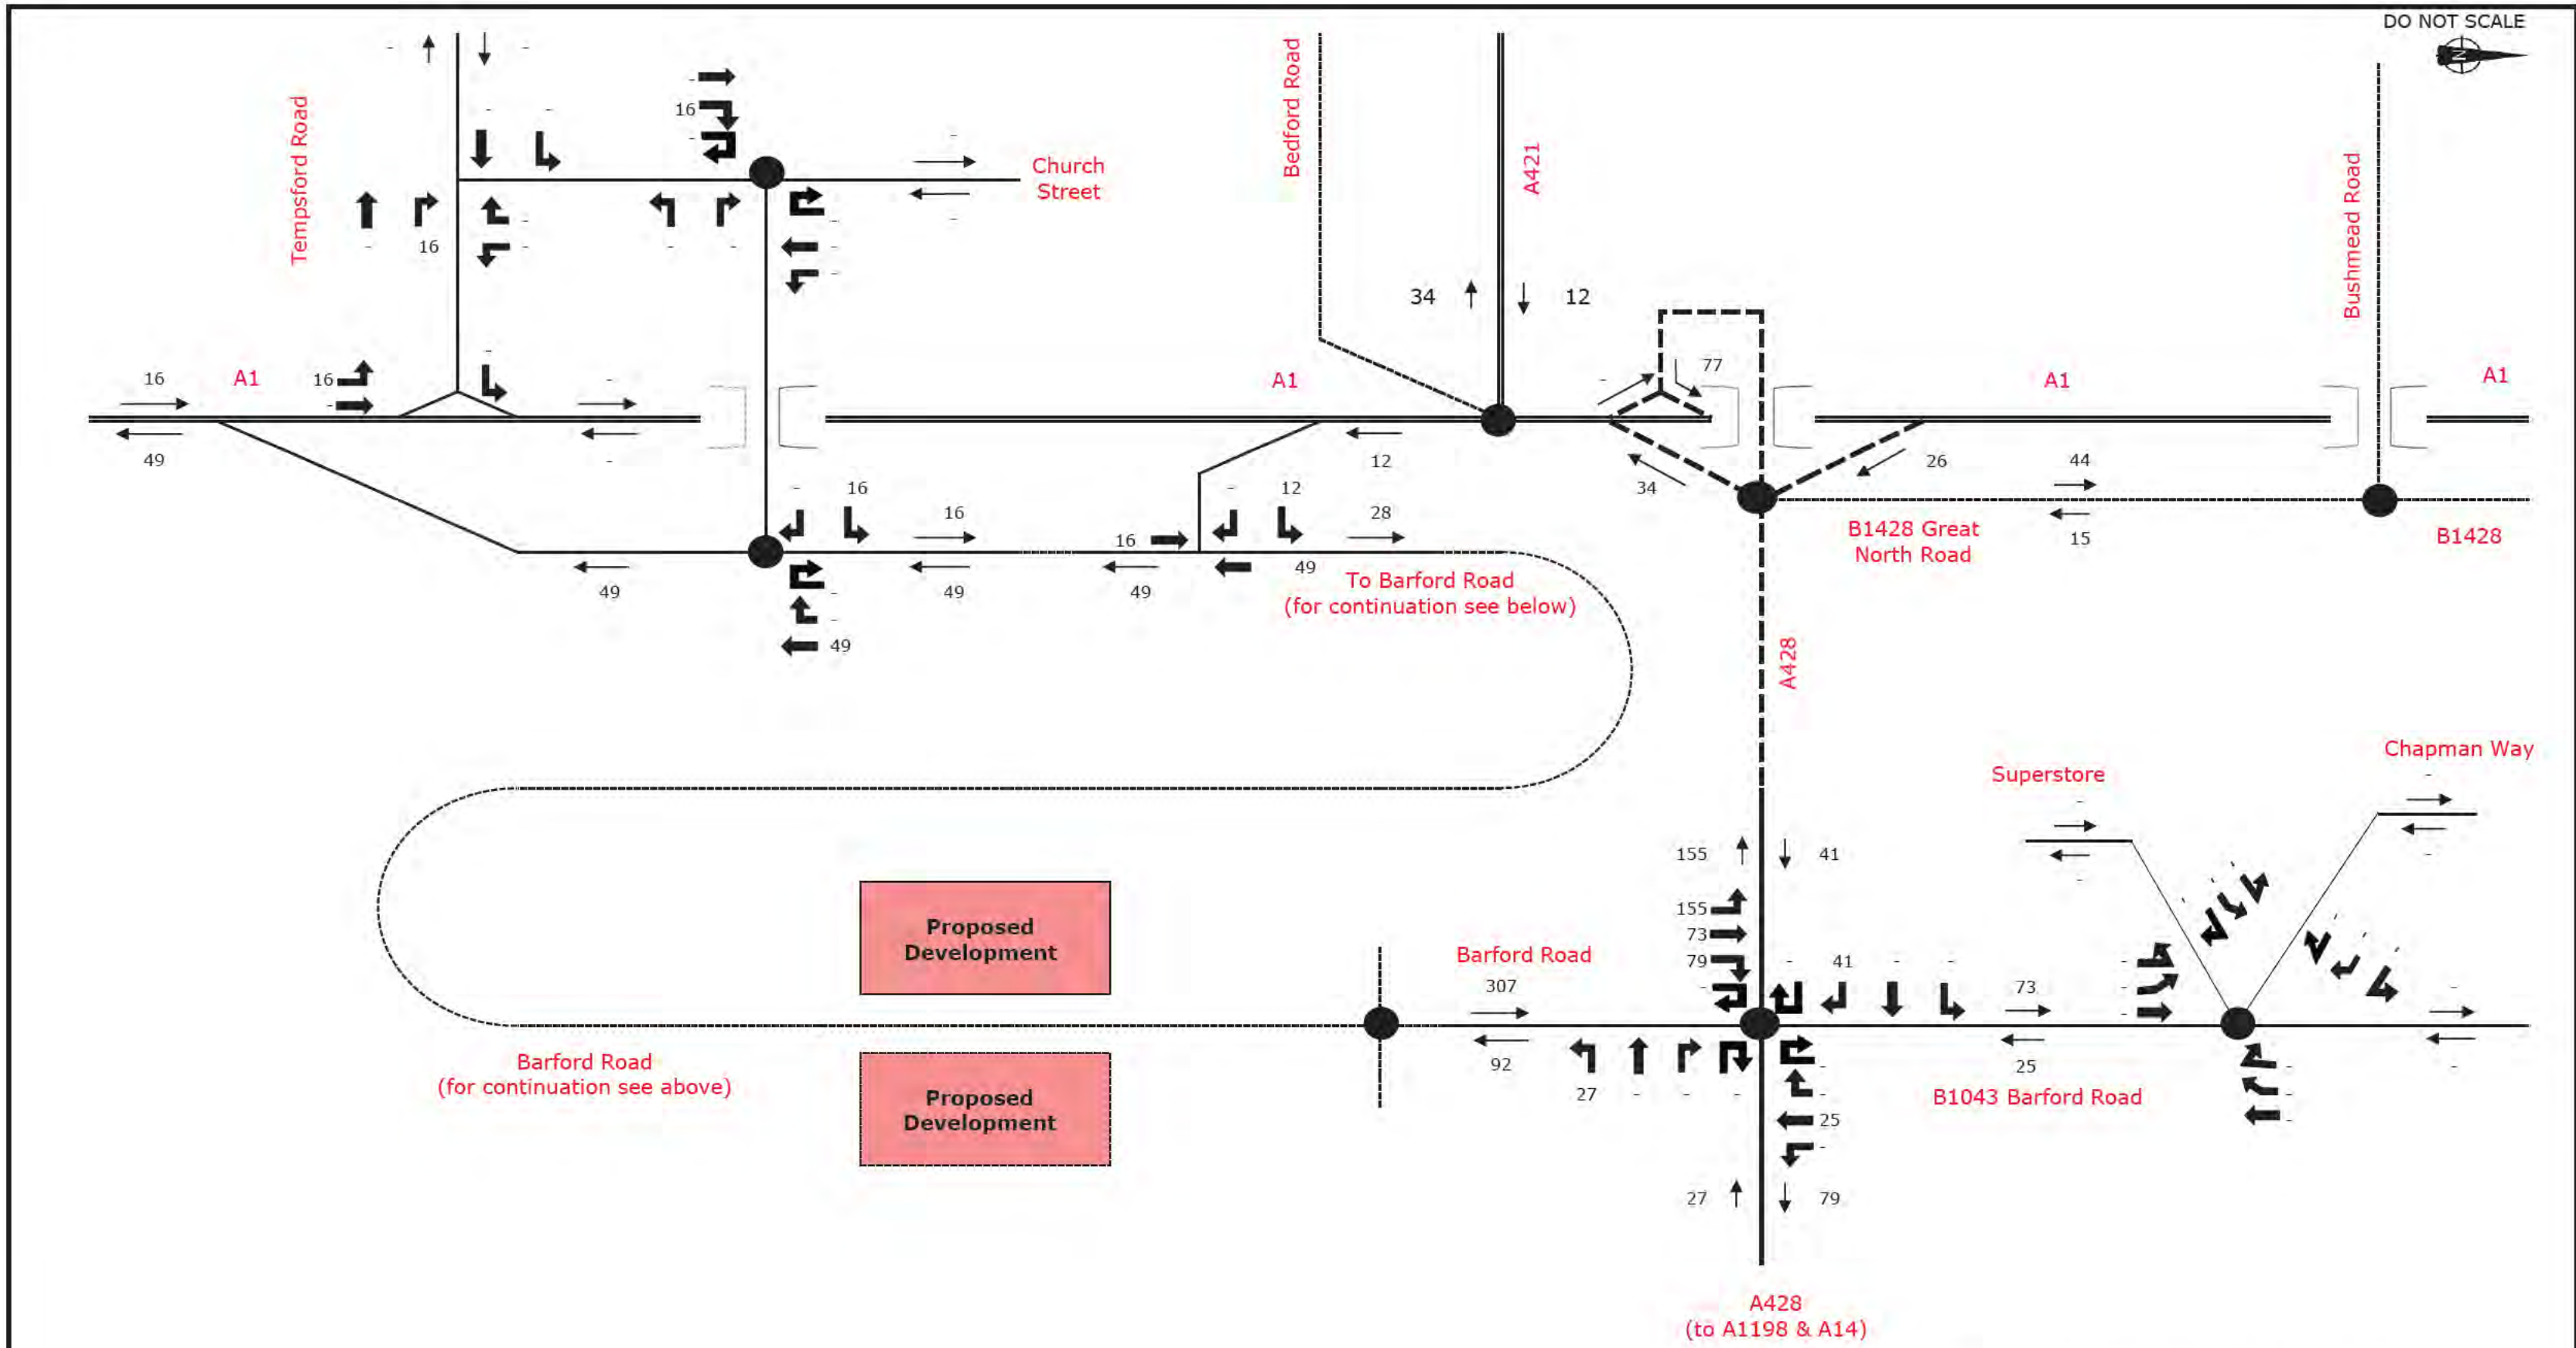 DO NOT SCALE
N
- -
Tempsford Road
- -
-
16
-
- 16
- -
- -
-
-
-
Church
Street
-
-
Bedford Road
A421
34 12
Bushmead Road
16 A1 16
-
-
-
49
-
A1
-
77
A1
A1
12
34
26
44
15
B1428 Great
North Road
B1428
- 16
16
49
49
-
-
49
16
49
- 12
28
49
To Barford Road
(for continuation see below)
A428
Chapman Way
-
-
Superstore
-
-
155 41
155
73
79
-
- 41 - -
Proposed
Development
Barford Road
307
92
27 - - -
-
-
25
-
73
25
B1043 Barford Road
-
-
-
-
-
-
-
-
-
-
-
-
-
-
Barford Road
(for continuation see above)
Proposed
Development
27 79
A428
(to A1198 & A14)